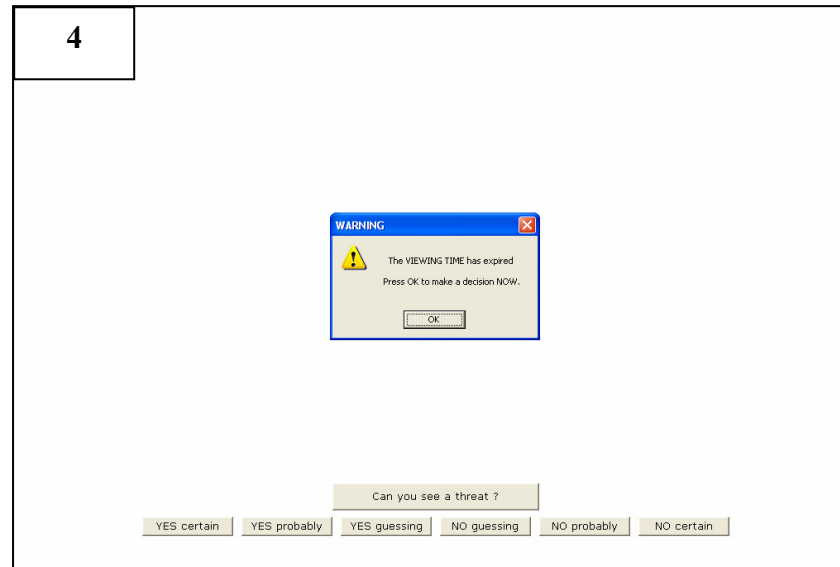 4
WARNING
The VIEWING TIME has expired
Press OK to make a decision NOW.
OK
Can you see a threat ?
YES certain YES probably YES guessing NO guessing NO probably NO certain